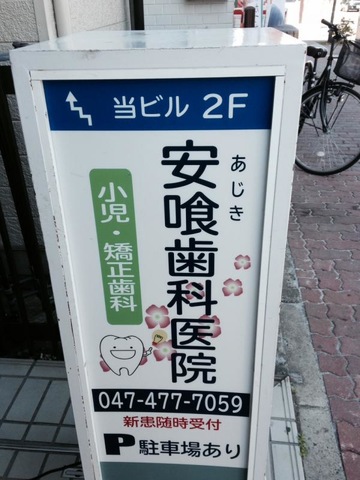 当ビル 2F
安喰歯科医院
あじき
小児・矯正歯科
047-477-7059
新患随時受付
P 駐車場あり